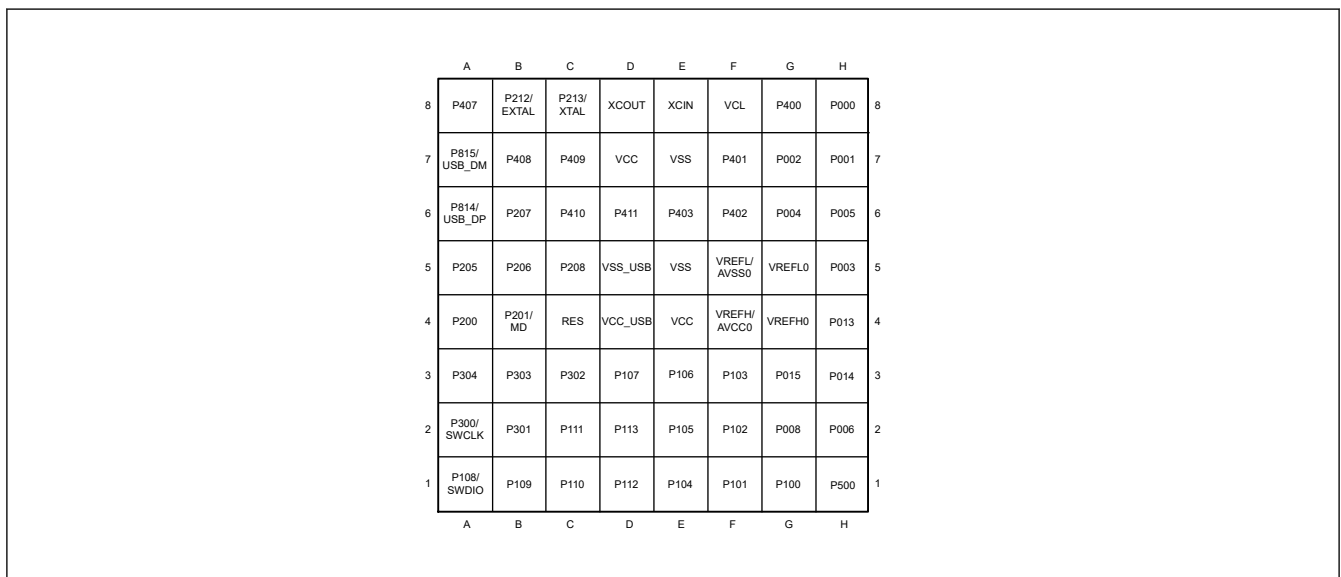 A B C D E F G H
8 P407 P212/ EXTAL P213/ XTAL XCOUT XCIN VCL P400 P000 8
7 P815/ USB_DM P408 P409 VCC VSS P401 P002 P001 7
6 P814/ USB_DP P207 P410 P411 P403 P402 P004 P005 6
5 P205 P206 P208 VSS_USB VSS VREFL/ AVSS0 VREFL0 P003 5
4 P200 P201/ MD RES VCC_USB VCC VREFH/ AVCC0 VREFH0 P013 4
3 P304 P303 P302 P107 P106 P103 P015 P014 3
2 P300/ SWCLK P301 P111 P113 P105 P102 P008 P006 2
1 P108/ SWDIO P109 P110 P112 P104 P101 P100 P500 1
A B C D E F G H